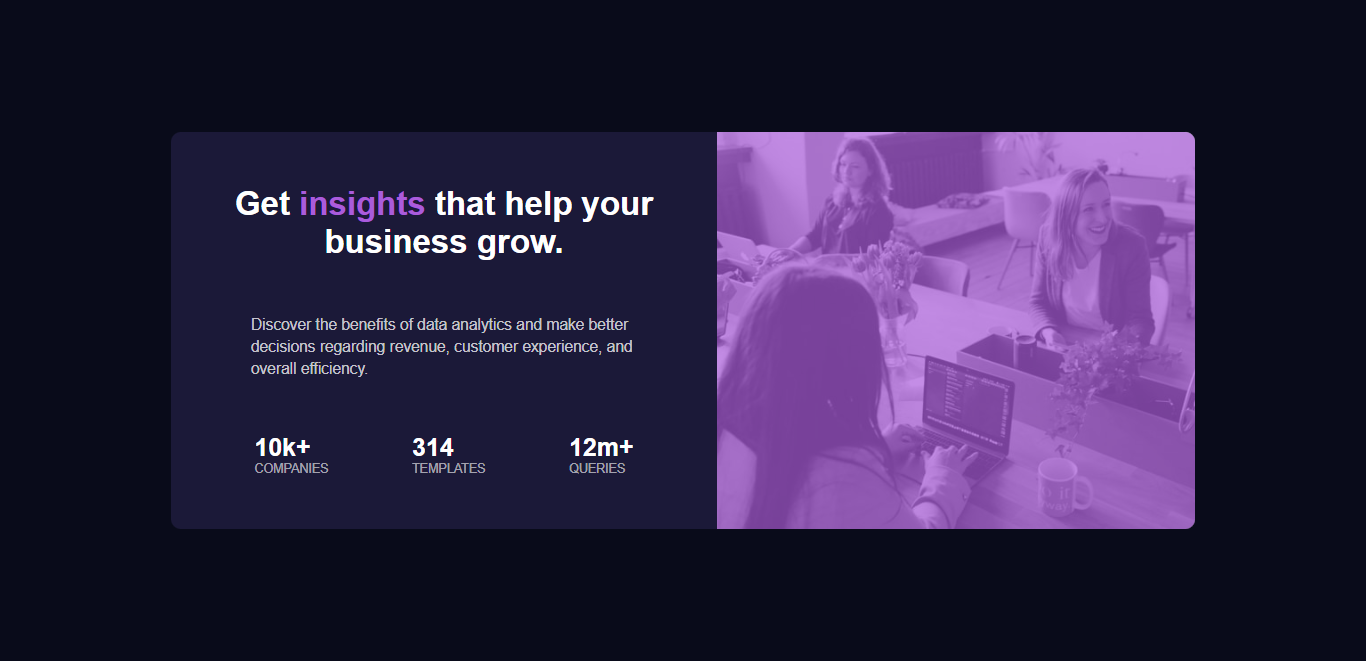 Get insights that help your
business grow.
Discover the benefits of data analytics and make better
decisions regarding revenue, customer experience, and
overall efficiency.
10k+ 314 12m+
COMPANIES TEMPLATES QUERIES